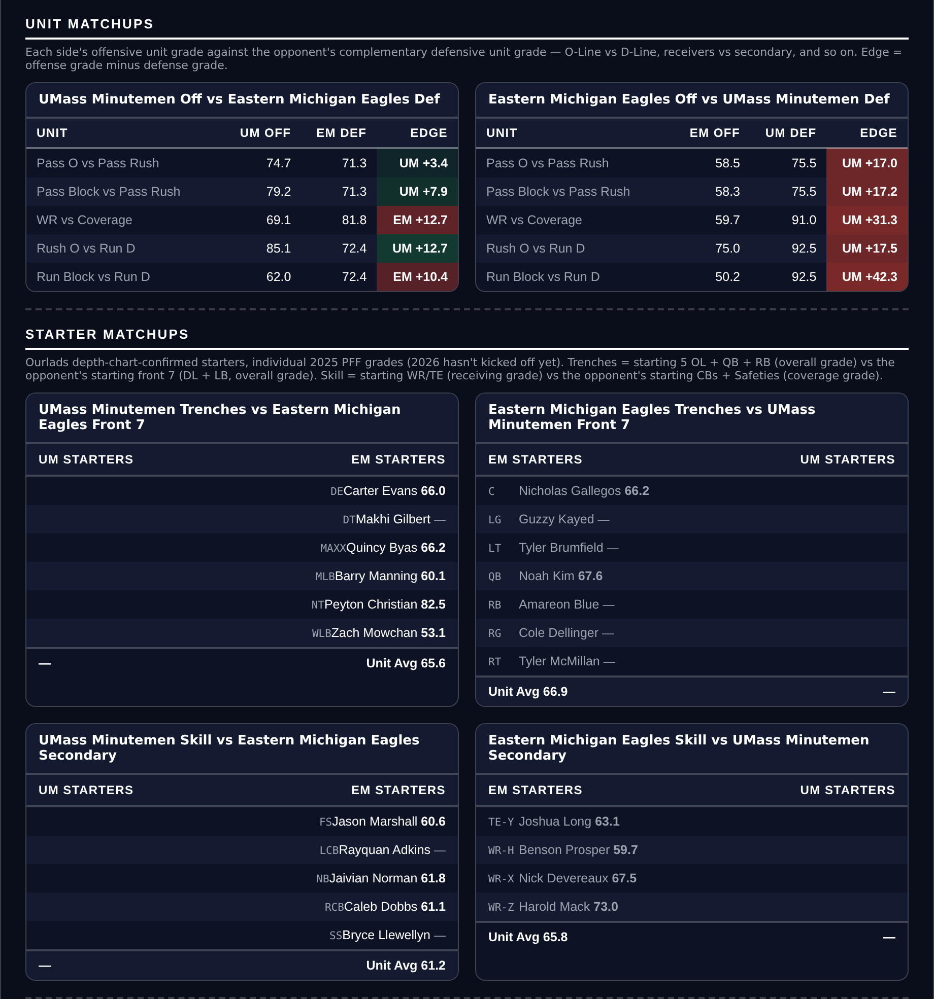 UNIT MATCHUPS
Each side's offensive unit grade against the opponent's complementary defensive unit grade — O-Line vs D-Line, receivers vs secondary, and so on. Edge =
offense grade minus defense grade.
UMass Minutemen Off vs Eastern Michigan Eagles Def
UNIT UM OFF EM DEF EDGE
Pass O vs Pass Rush 74.7 71.3 UM +3.4
Pass Block vs Pass Rush 79.2 71.3 UM +7.9
WR vs Coverage 69.1 81.8 EM +12.7
Rush O vs Run D 85.1 72.4 UM +12.7
Run Block vs Run D 62.0 72.4 EM +10.4
Eastern Michigan Eagles Off vs UMass Minutemen Def
UNIT EM OFF UM DEF EDGE
Pass O vs Pass Rush 58.5 75.5 UM +17.0
Pass Block vs Pass Rush 58.3 75.5 UM +17.2
WR vs Coverage 59.7 91.0 UM +31.3
Rush O vs Run D 75.0 92.5 UM +17.5
Run Block vs Run D 50.2 92.5 UM +42.3
STARTER MATCHUPS
Ourlads depth-chart-confirmed starters, individual 2025 PFF grades (2026 hasn't kicked off yet). Trenches = starting 5 OL + QB + RB (overall grade) vs the
opponent's starting front 7 (DL + LB, overall grade). Skill = starting WR/TE (receiving grade) vs the opponent's starting CBs + Safeties (coverage grade).
UMass Minutemen Trenches vs Eastern Michigan
Eagles Front 7
UM STARTERS EM STARTERS
DECarter Evans 66.0
DTMakhi Gilbert —
MAXXQuincy Byas 66.2
MLBBarry Manning 60.1
NTPeyton Christian 82.5
WLBZach Mowchan 53.1
— Unit Avg 65.6
Eastern Michigan Eagles Trenches vs UMass
Minutemen Front 7
EM STARTERS UM STARTERS
C Nicholas Gallegos 66.2
LG Guzzy Kayed —
LT Tyler Brumfield —
QB Noah Kim 67.6
RB Amareon Blue —
RG Cole Dellinger —
RT Tyler McMillan —
Unit Avg 66.9 —
UMass Minutemen Skill vs Eastern Michigan Eagles
Secondary
UM STARTERS EM STARTERS
FSJason Marshall 60.6
LCBRayquan Adkins —
NBJaivian Norman 61.8
RCBCaleb Dobbs 61.1
SSBryce Llewellyn —
— Unit Avg 61.2
Eastern Michigan Eagles Skill vs UMass Minutemen
Secondary
EM STARTERS UM STARTERS
TE-Y Joshua Long 63.1
WR-H Benson Prosper 59.7
WR-X Nick Devereaux 67.5
WR-Z Harold Mack 73.0
Unit Avg 65.8 —